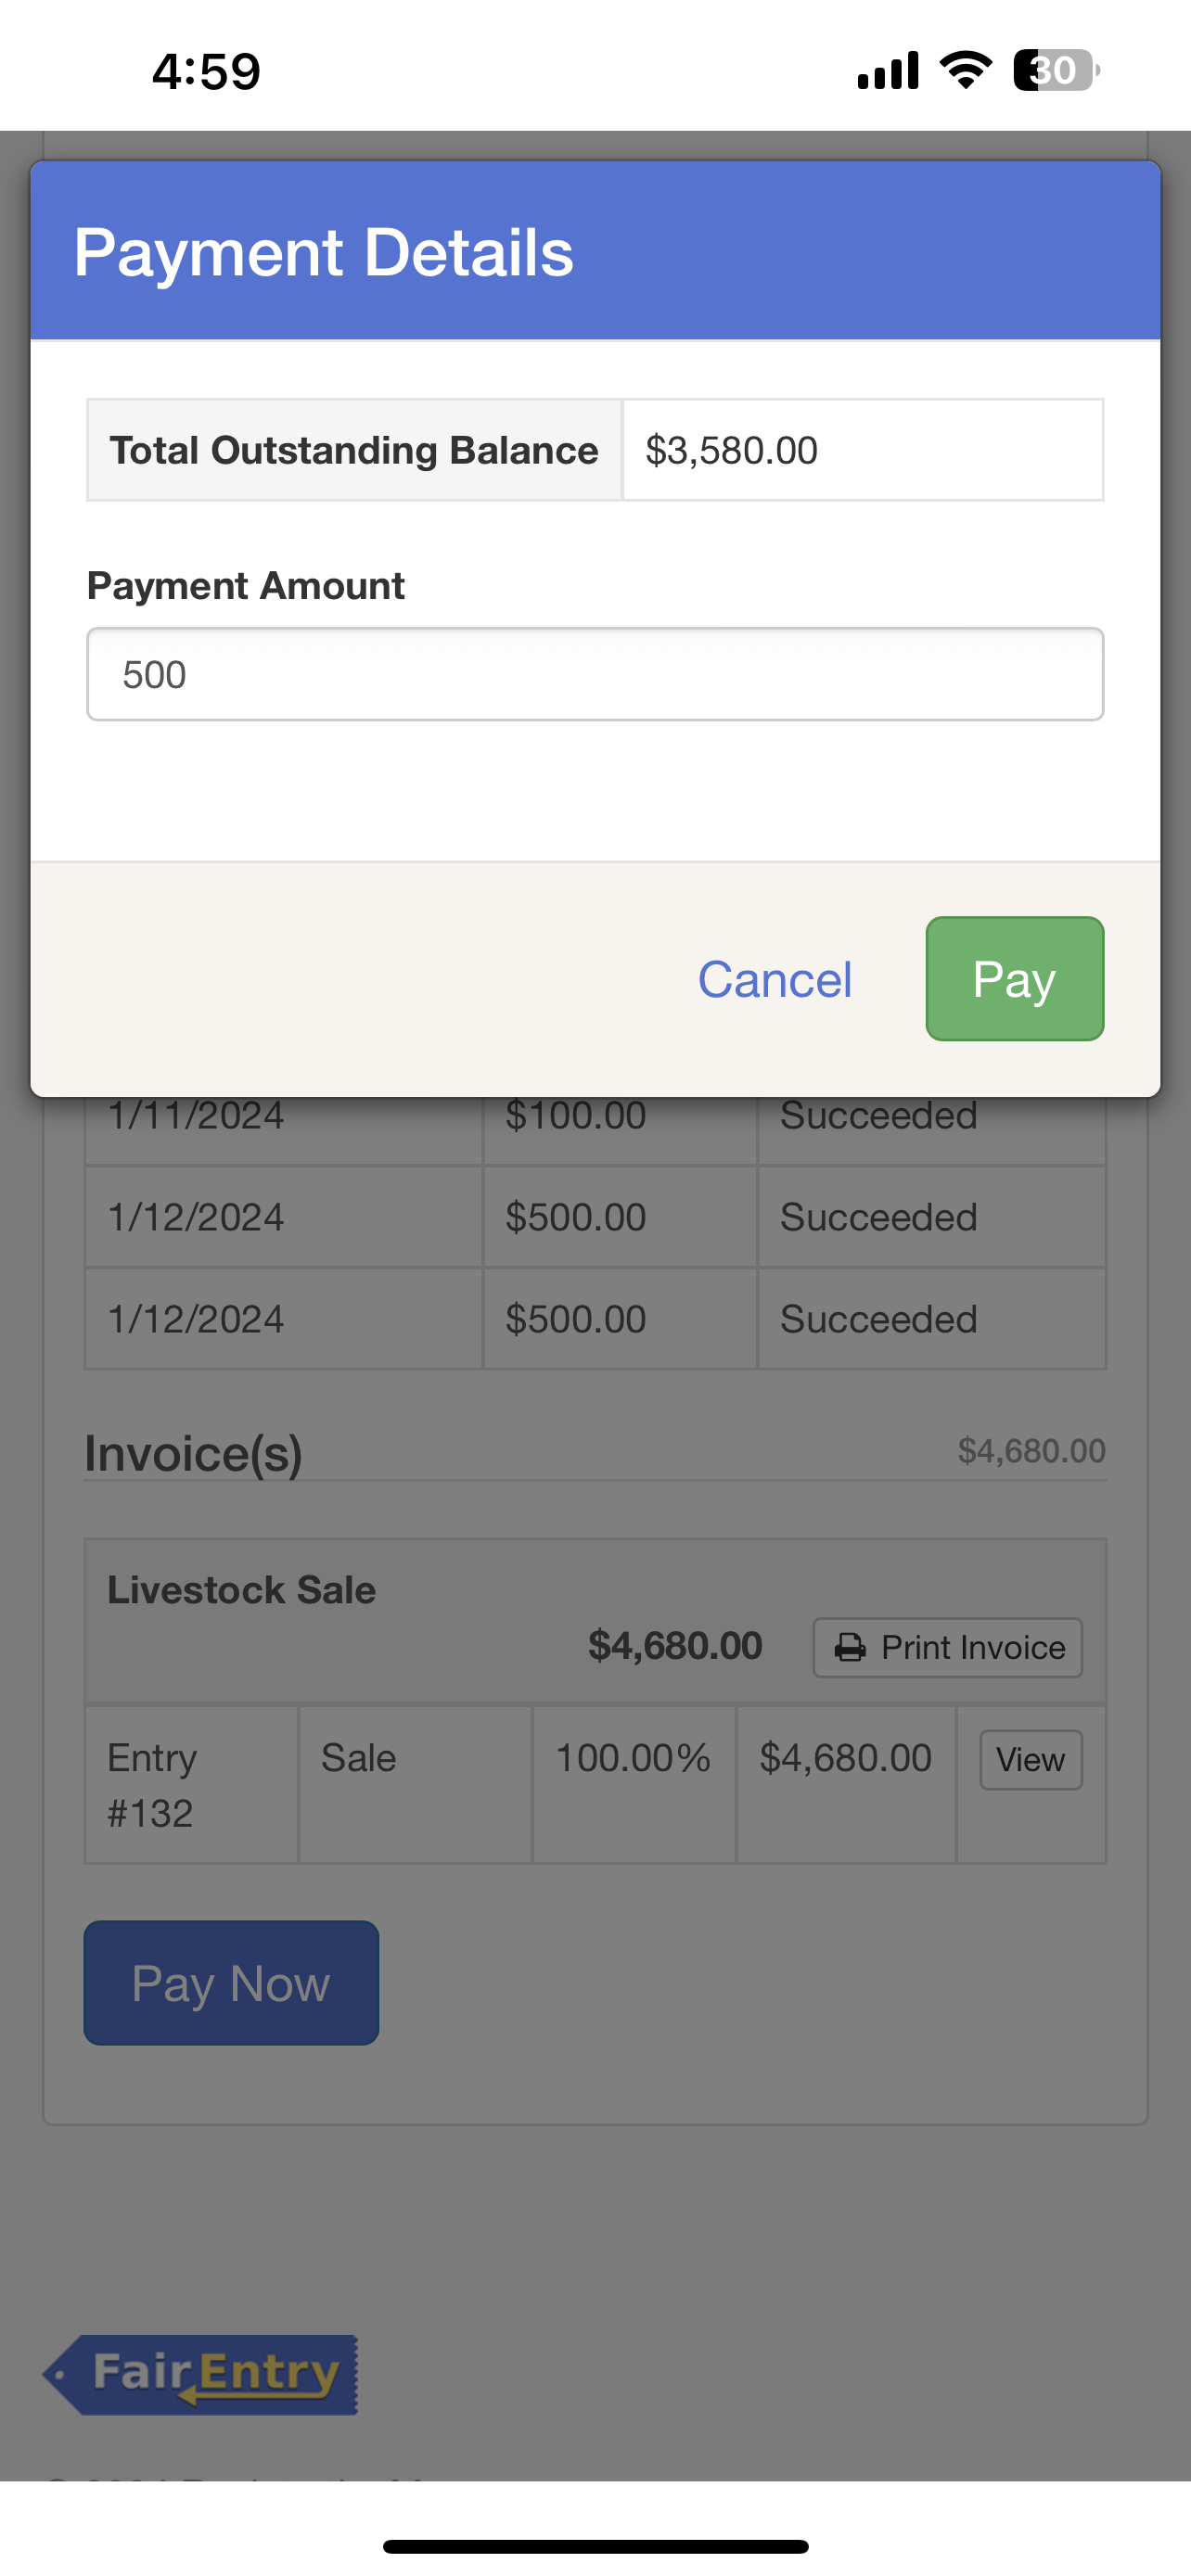 4:59
30
Payment Details
Total Outstanding Balance $3,580.00
Payment Amount
500
Cancel Pay
1/11/2024 $100.00 Succeeded
1/12/2024 $500.00 Succeeded
1/12/2024 $500.00 Succeeded
Invoice(s) $4,680.00
Livestock Sale
$4,680.00 Print Invoice
Entry Sale 100.00% $4,680.00 View
#132
Pay Now
FairEntry